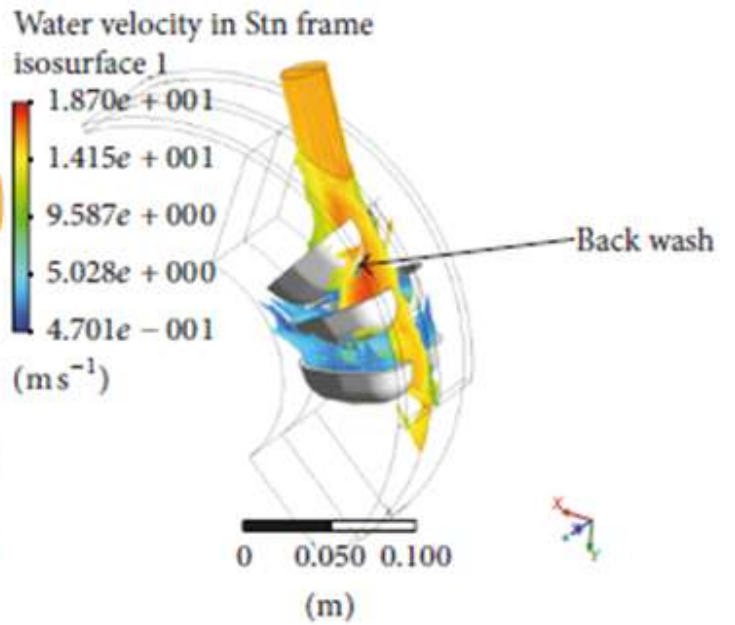 Water velocity in Stn frame
isosurface 1
1.870e + 001
1.415e + 001
9.587e + 000
5.028e + 000
4.701e − 001
(m s⁻¹)
Back wash
X
Y
0 0.050 0.100
(m)